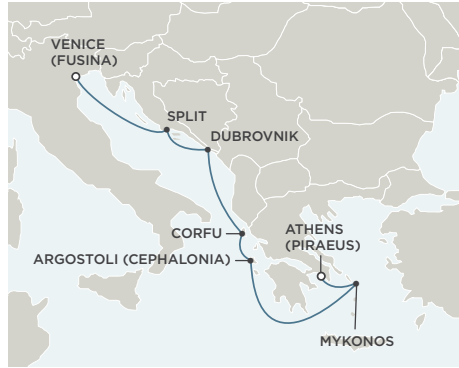 VENICE
(FUSINA)
SPLIT
DUBROVNIK
CORFU
ATHENS
(PIRAEUS)
ARGOSTOLI (CEPHALONIA)
MYKONOS